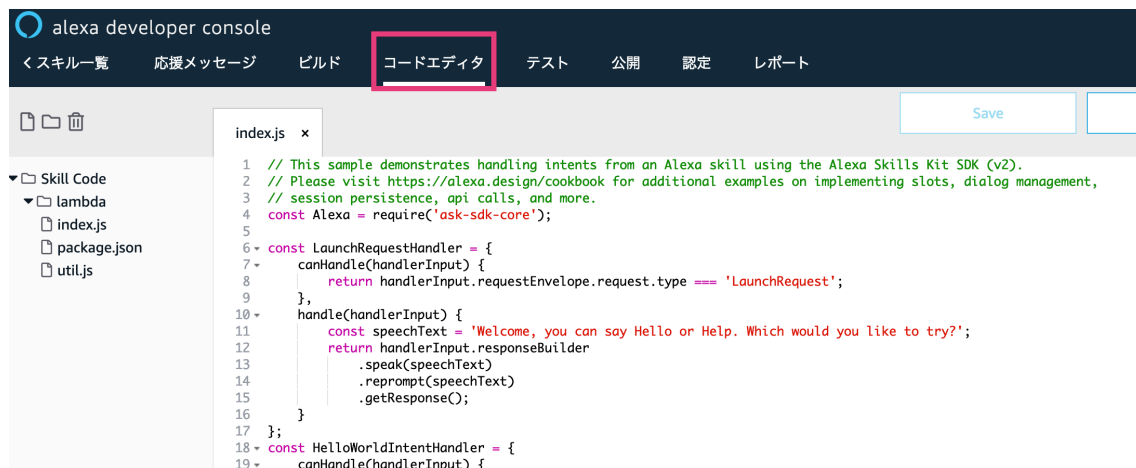 alexa developer console
スキル一覧 応援メッセージ ビルド コードエディタ テスト 公開 認定 レポート
Save
index.js ×
Skill Code
lambda
index.js
package.json
util.js
1 // This sample demonstrates handling intents from an Alexa skill using the Alexa Skills Kit SDK (v2).
2 // Please visit https://alexa.design/cookbook for additional examples on implementing slots, dialog management,
3 // session persistence, api calls, and more.
4 const Alexa = require('ask-sdk-core');
5
6 const LaunchRequestHandler = {
7 canHandle(handlerInput) {
8 return handlerInput.requestEnvelope.request.type === 'LaunchRequest';
9 },
10 handle(handlerInput) {
11 const speechText = 'Welcome, you can say Hello or Help. Which would you like to try?';
12 return handlerInput.responseBuilder
13 .speak(speechText)
14 .reprompt(speechText)
15 .getResponse();
16 }
17 };
18 const HelloWorldIntentHandler = {
19 canHandle(handlerInput) {